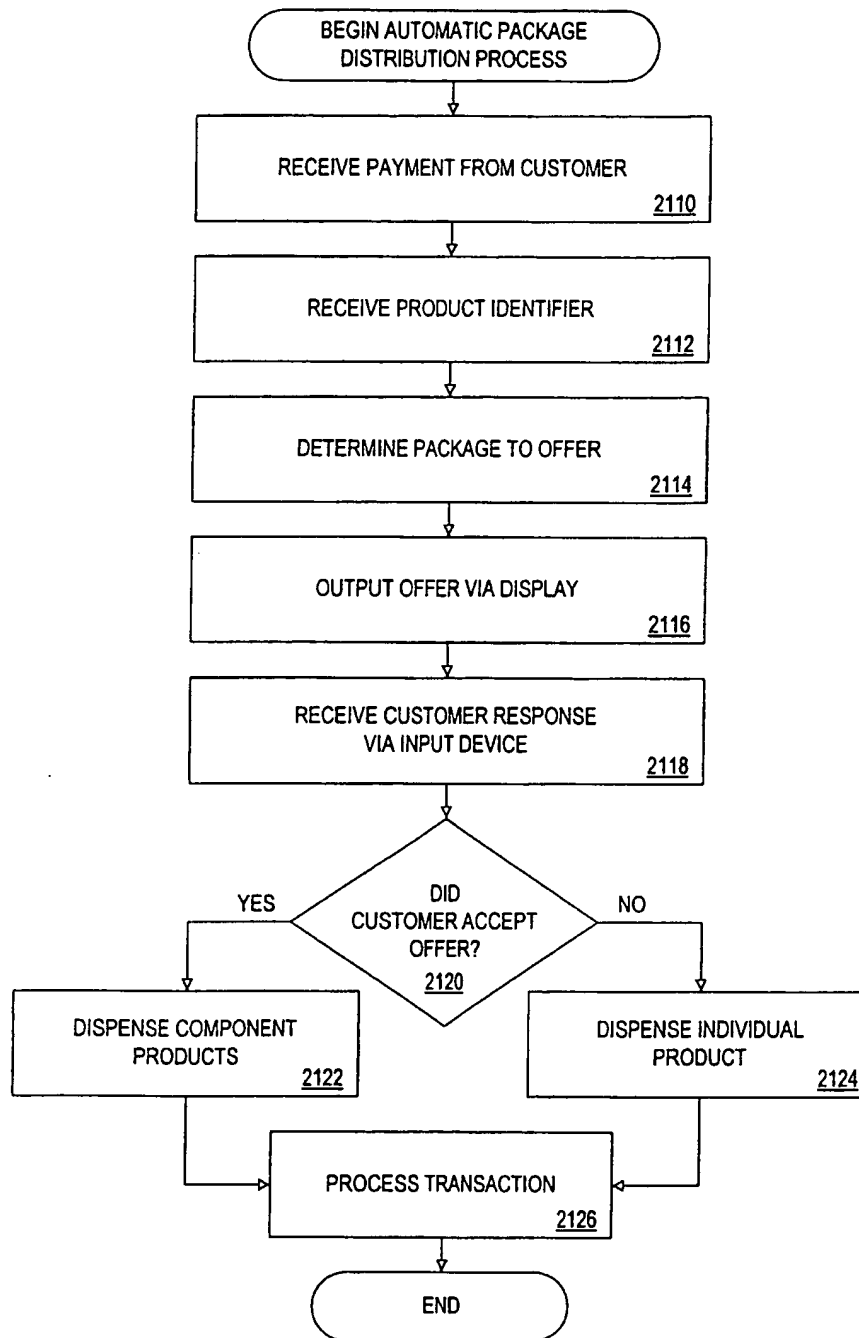 BEGIN AUTOMATIC PACKAGE
DISTRIBUTION PROCESS
RECEIVE PAYMENT FROM CUSTOMER
2110
RECEIVE PRODUCT IDENTIFIER
2112
DETERMINE PACKAGE TO OFFER
2114
OUTPUT OFFER VIA DISPLAY
2116
RECEIVE CUSTOMER RESPONSE
VIA INPUT DEVICE
2118
YES
DID
CUSTOMER ACCEPT
OFFER?
2120
NO
DISPENSE COMPONENT
PRODUCTS
2122
DISPENSE INDIVIDUAL
PRODUCT
2124
PROCESS TRANSACTION
2126
END